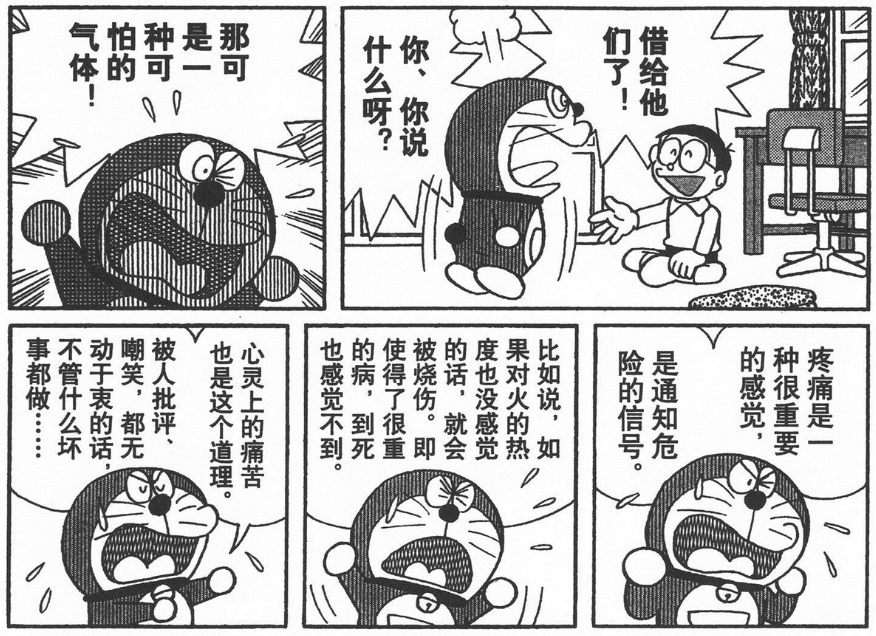 借给他
们了！
你、你说
什么呀？
那可
是一
种可
怕的
气体！
疼痛是一
种很重要
的感觉，
是通知危
险的信号。
比如说，如
果对火的热
度也没感觉
的话，就会
被烧伤。即
使得了很重
的病，到死
也感觉不到。
心灵上的痛苦
也是这个道理。
被人批评、
嘲笑，都无
动于衷的话，
不管什么坏
事都做……